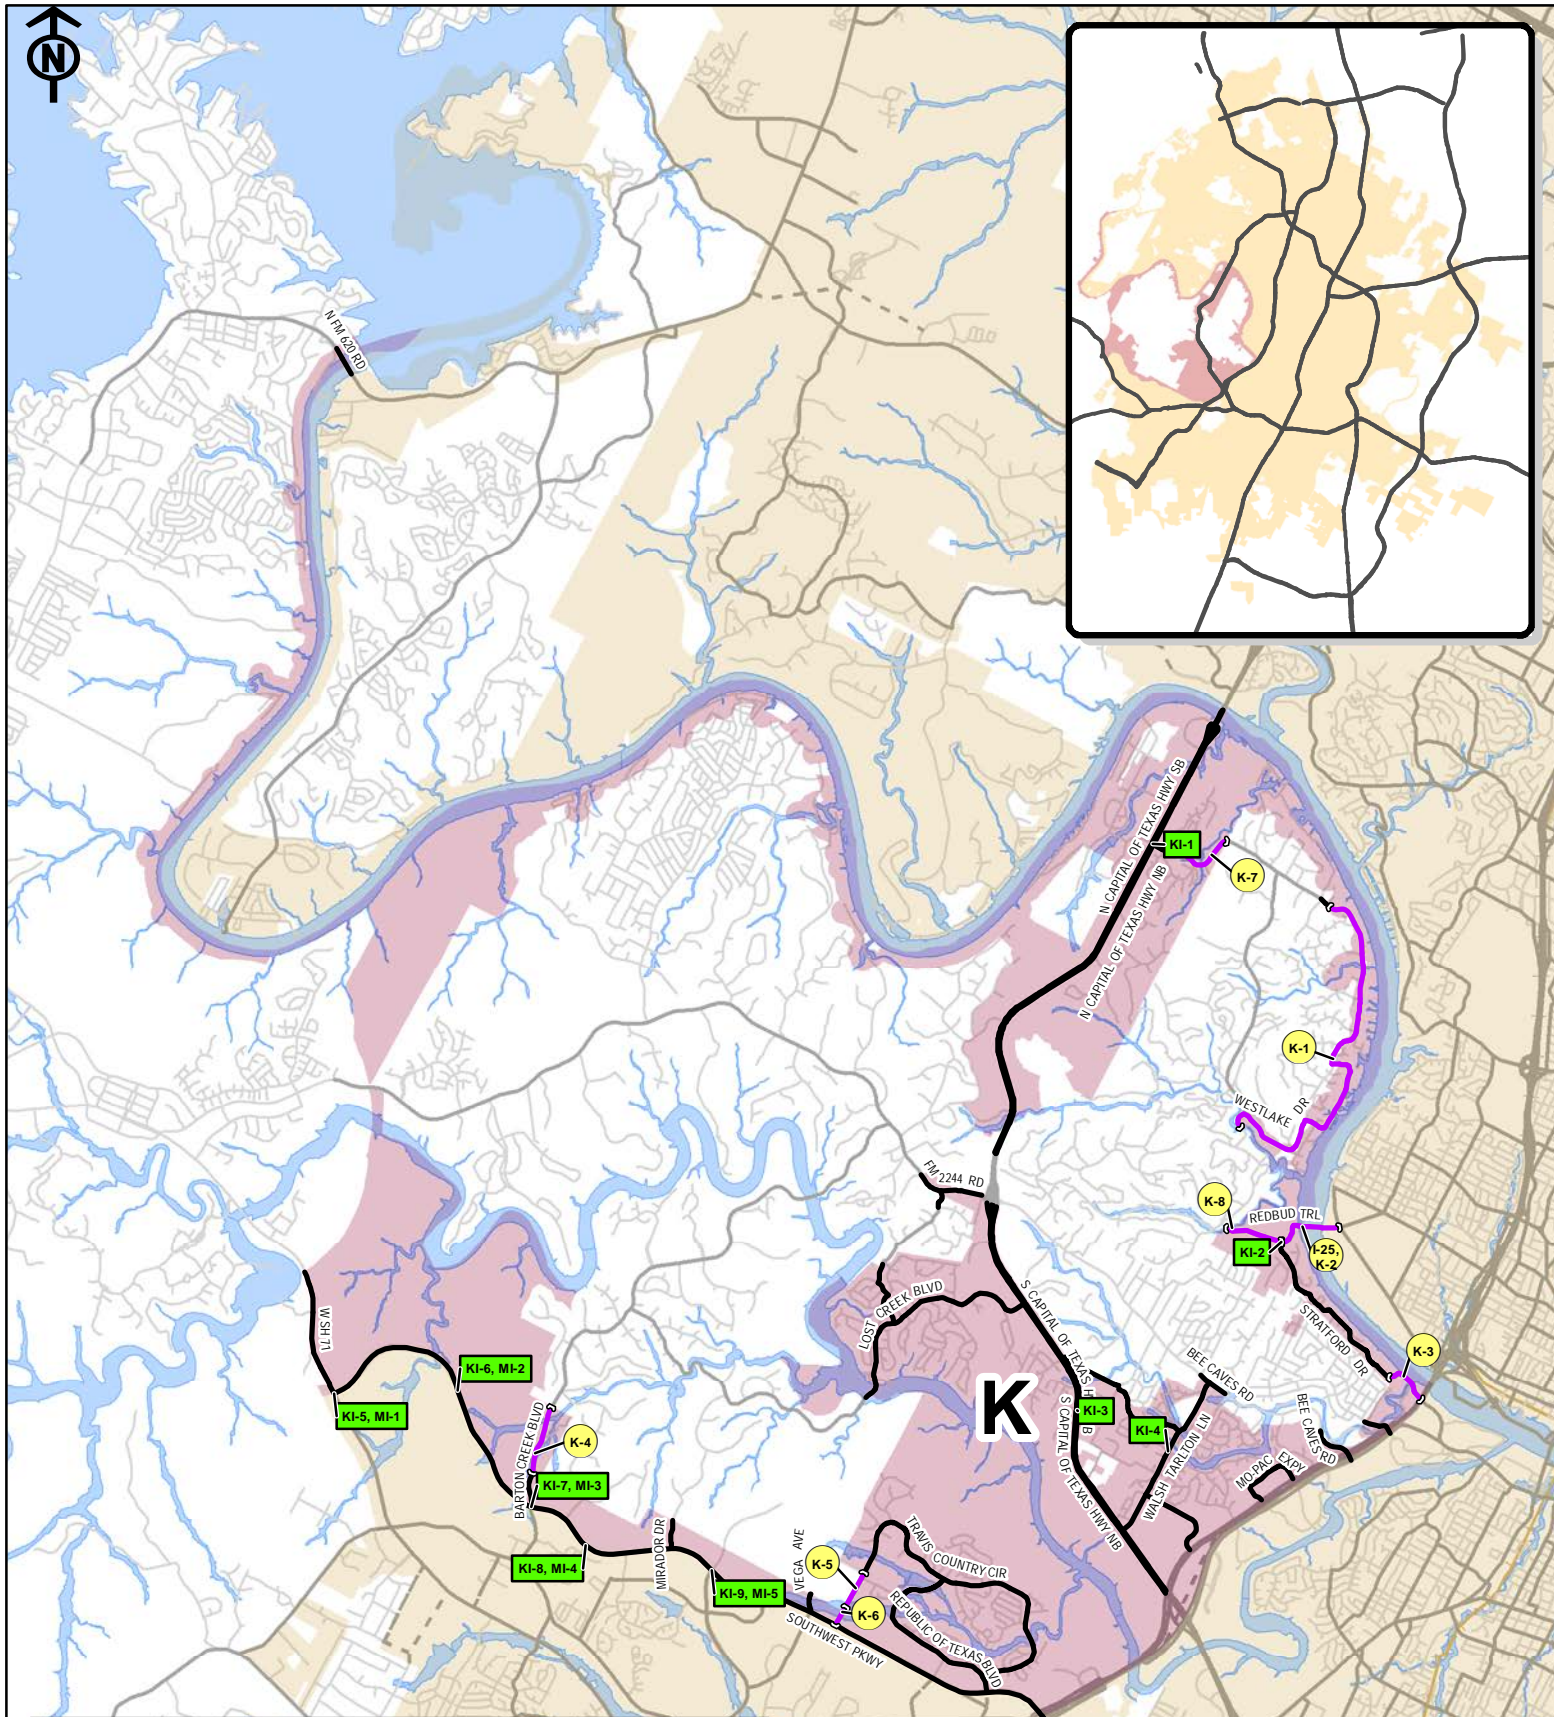 N
N FM 620 RD
N CAPITAL OF TEXAS HWY SB
KI-1
K-7
N CAPITAL OF TEXAS HWY NB
K-1
WESTLAKE DR
FM 2244 RD
K-8
REDBUD TRL
KI-2
I-25,
K-2
W SH 71
LOST CREEK BLVD
S CAPITAL OF TEXAS H
B
STRATFORD DR
K-3
KI-6, MI-2
BEE CAVES RD
K
KI-3
KI-5, MI-1
KI-4
BEE CAVES RD
BARTON CREEK BLVD
K-4
S CAPITAL OF TEXAS HWY NB
WALSH TARLTON LN
MO-PAC EXPY
KI-7, MI-3
MIRADOR DR
VEGA AVE
TRAVIS COUNTRY CIR
K-5
KI-8, MI-4
KI-9, MI-5
K-6
REPUBLIC OF TEXAS BLVD
SOUTHWEST PKWY